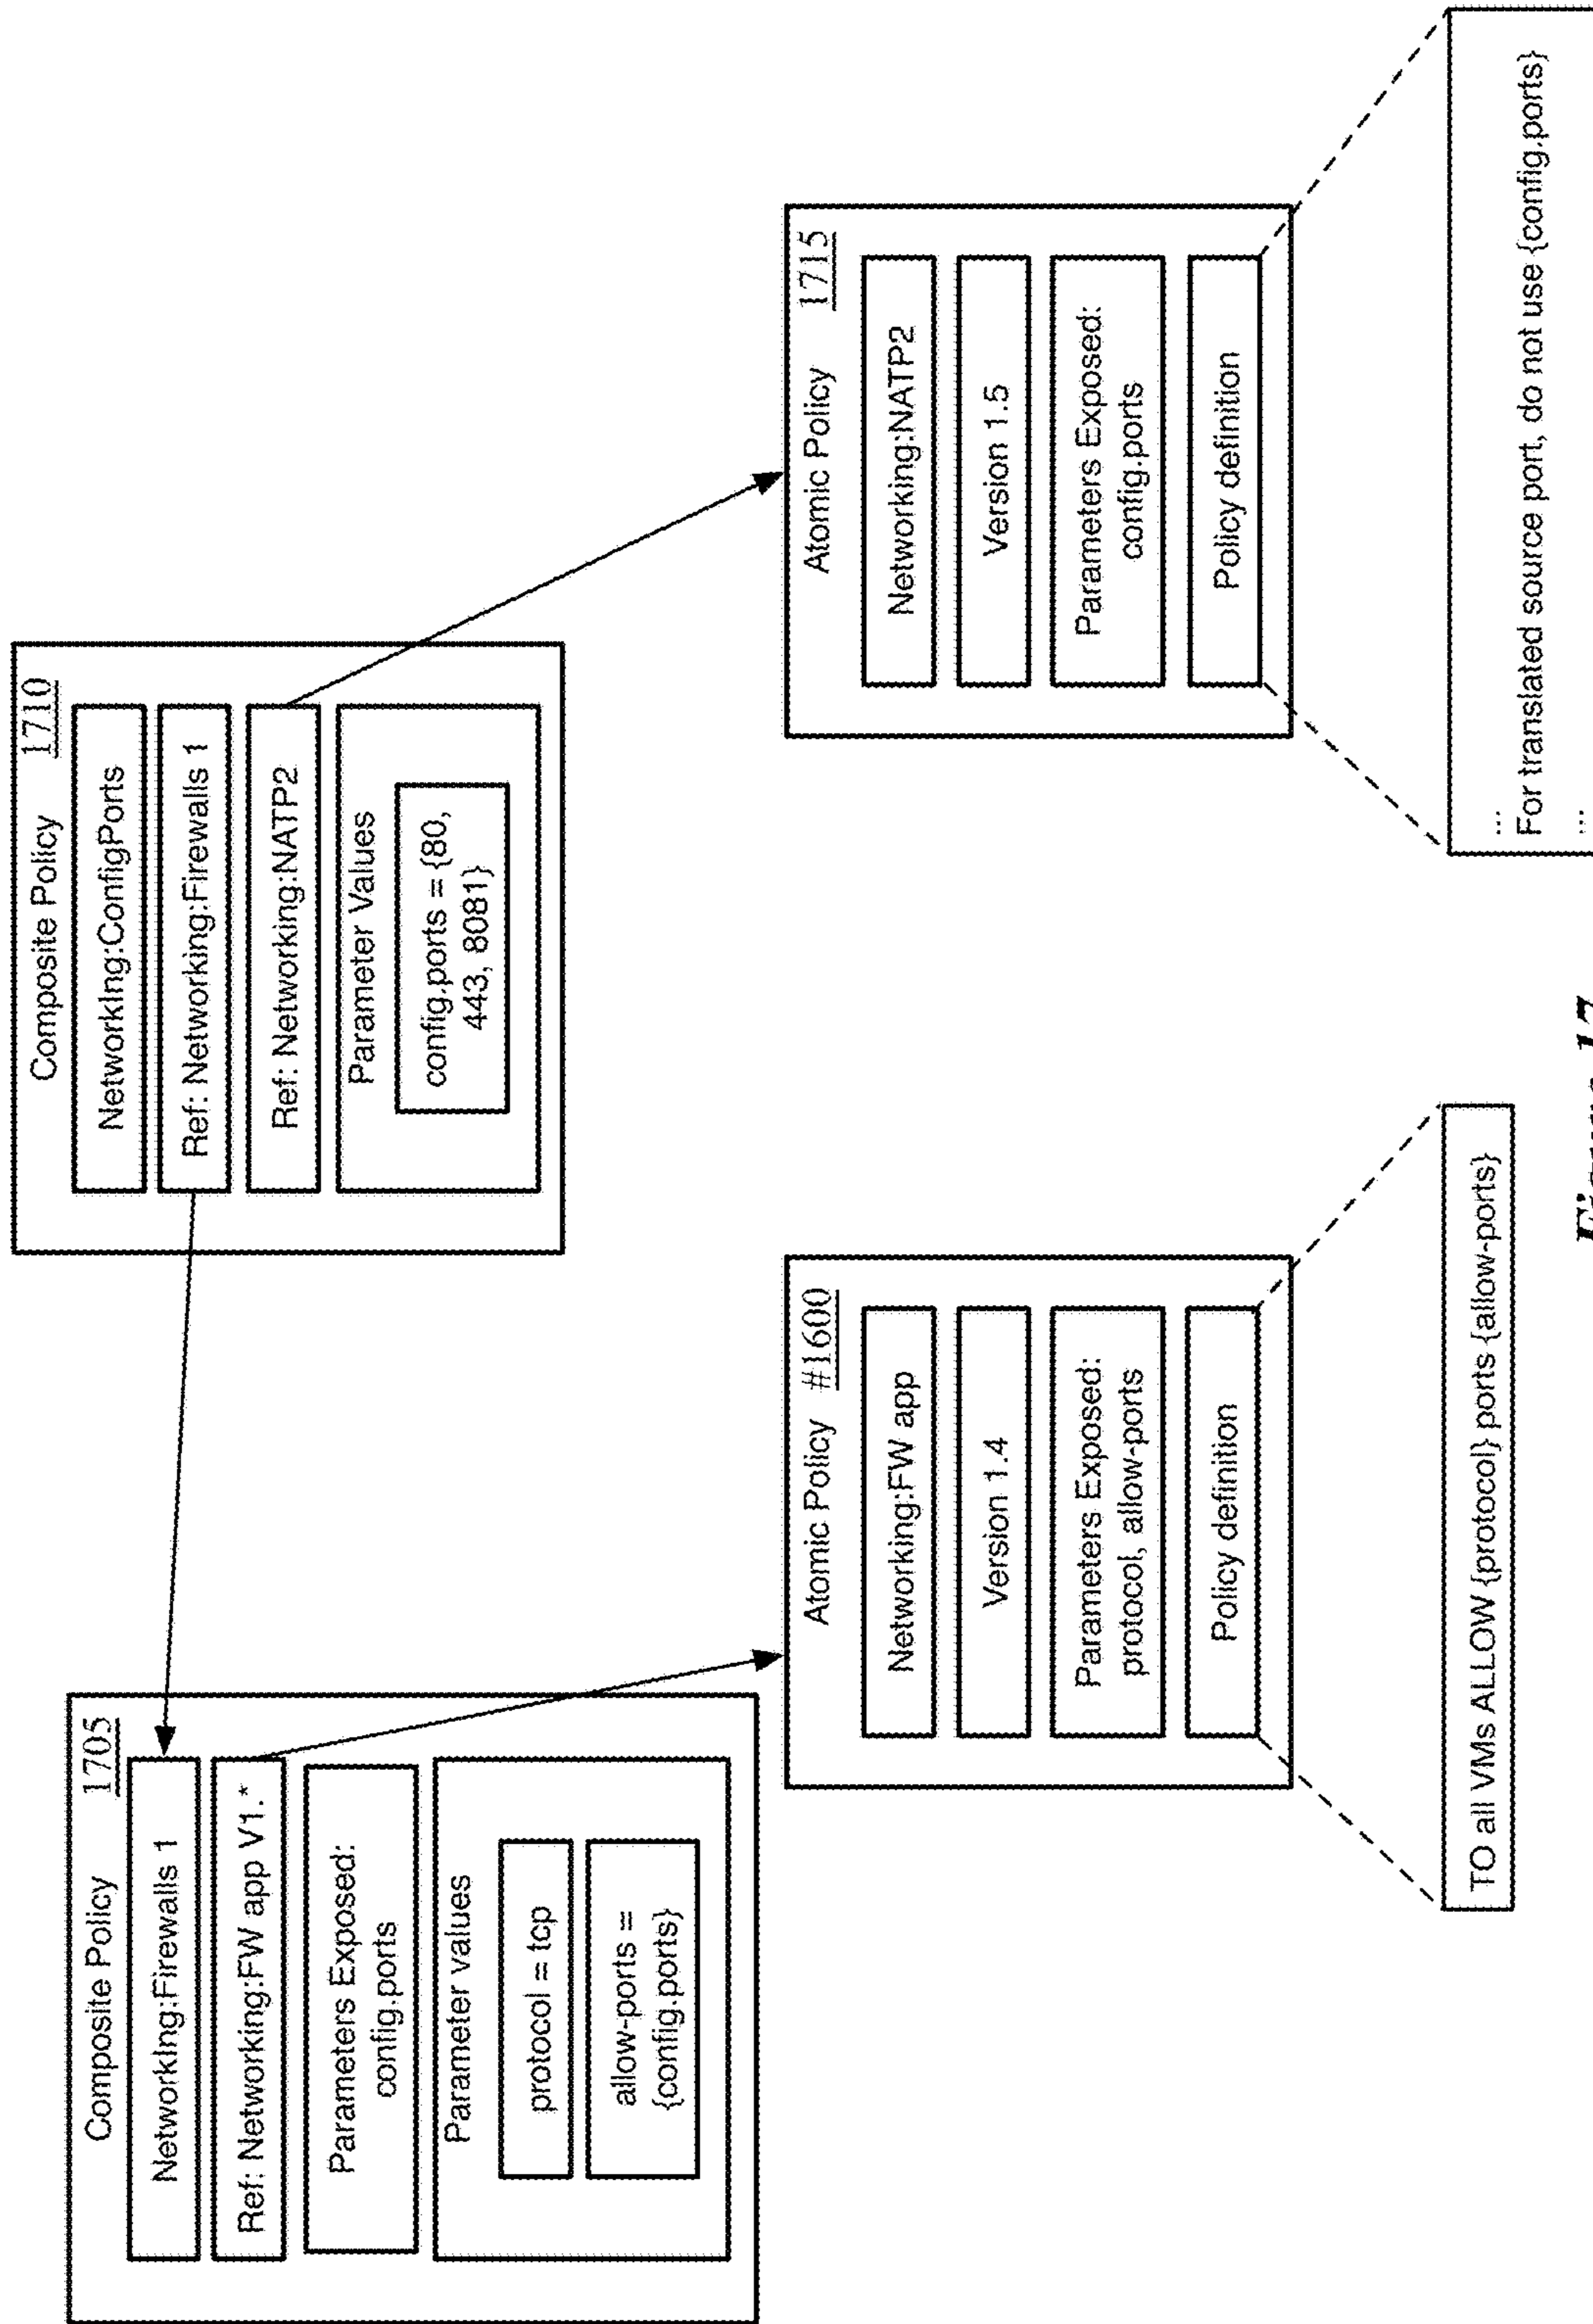 Composite Policy 1705
NetworkIng:Firewalls 1
Ref: Networking:FW app V1.*
Parameters Exposed:
config.ports
Parameter values
protocol = tcp
allow-ports =
{config.ports}
Composite Policy 1710
NetworkIng:ConfigPorts
Ref: Networking:Firewalls 1
Ref: Networking:NATP2
Parameter Values
config.ports = {80,
443, 8081}
Atomic Policy #1600
Networking:FW app
Version 1.4
Parameters Exposed:
protocol, allow-ports
Policy definition
TO all VMs ALLOW {protocol} ports {allow-ports}
Atomic Policy 1715
Networking:NATP2
Version 1.5
Parameters Exposed:
config.ports
Policy definition
...
For translated source port, do not use {config.ports}
...
Figure 17